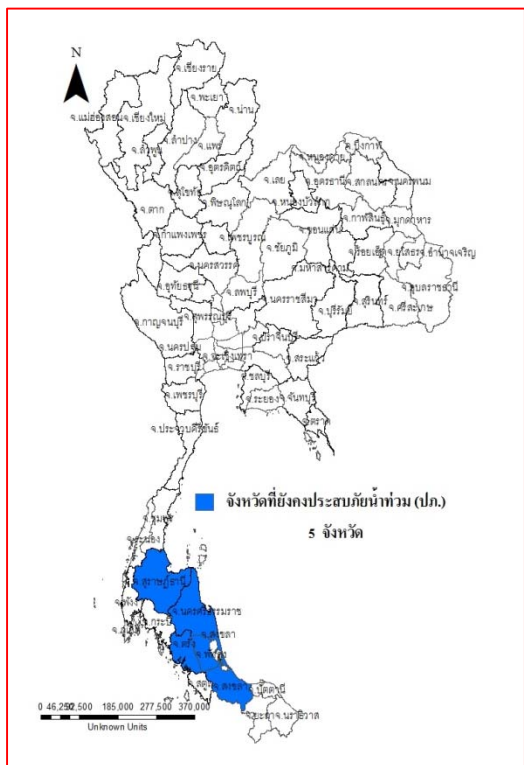 N
จ.เชียงราย
จ.พะเยา
จ.น่าน
จ.แม่ฮ่องสอน
จ.เชียงใหม่
จ.ลำปาง
จ.แพร่
จ.ลำพูน
จ.อุตรดิตถ์
จ.บึงกาฬ
จ.หนองคาย
จ.เลย
จ.อุดรธานี
จ.สกลนคร
จ.นครพนม
จ.สุโขทัย
จ.ตาก
จ.พิษณุโลก
จ.หนองบัวลำภู
จ.กำแพงเพชร
จ.เพชรบูรณ์
จ.ขอนแก่น
จ.กาฬสินธุ์
จ.มุกดาหาร
จ.ชัยภูมิ
จ.ร้อยเอ็ด
จ.ยโสธร
จ.อำนาจเจริญ
จ.นครสวรรค์
จ.มหาสารคาม
จ.อุทัยธานี
จ.ลพบุรี
จ.นครราชสีมา
จ.บุรีรัมย์
จ.สุรินทร์
จ.ศรีสะเกษ
จ.อุบลราชธานี
จ.กาญจนบุรี
จ.สุพรรณบุรี
จ.ปราจีนบุรี
จ.นครปฐม
จ.ฉะเชิงเทรา
จ.สระแก้ว
จ.ราชบุรี
จ.ชลบุรี
จ.เพชรบุรี
จ.ระยอง
จ.จันทบุรี
จ.ตราด
จ.ประจวบคีรีขันธ์
จังหวัดที่ยังคงประสบภัยน้ำท่วม (ปภ.)
5 จังหวัด
จ.ชุมพร
จ.ระนอง
จ.สุราษฎร์ธานี
จ.พังงา
จ.นครศรีธรรมราช
จ.กระบี่
จ.ภูเก็ต
จ.สงขลา
จ.ตรัง
จ.พัทลุง
สตูล
จ.สงขลา
จ.ปัตตานี
จ.ยะลา
จ.นราธิวาส
0 46,250 92,500 185,000 277,500 370,000
Unknown Units